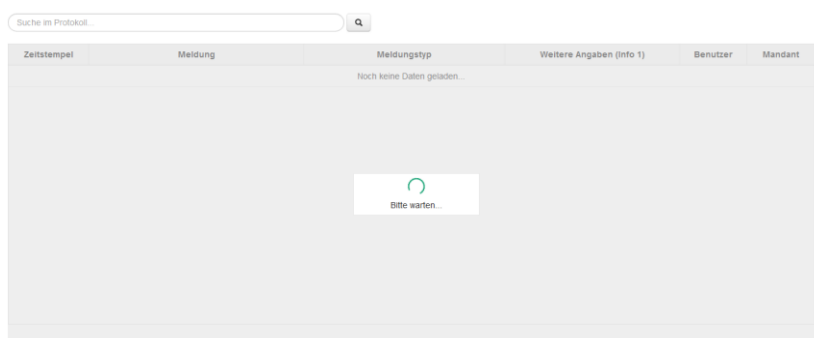 Suche im Protokoll...
Zeitstempel Meldung Meldungstyp Weitere Angaben (Info 1) Benutzer Mandant
Noch keine Daten geladen...
Bitte warten...